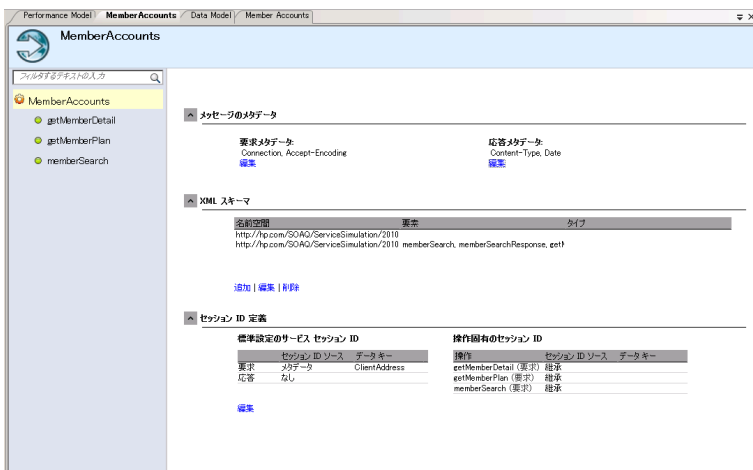 Performance Model MemberAccounts Data Model Member Accounts
MemberAccounts
フィルタするテキストの入力
MemberAccounts
getMemberDetail
getMemberPlan
memberSearch
メッセージのメタデータ
要求メタデータ: 応答メタデータ:
Connection, Accept-Encoding Content-Type, Date
編集 編集
XML スキーマ
名前空間 要素 タイプ
http://hp.com/SOAQ/ServiceSimulation/2010
http://hp.com/SOAQ/ServiceSimulation/2010 memberSearch, memberSearchResponse,
追加 | 編集 | 削除
セッション ID 定義
標準設定のサービス セッション ID 操作固有のセッション ID
セッション ID ソース データ キー 操作 セッション ID ソース データ キー
要求 メタデータ ClientAddress getMemberDetail (要求) 継承
応答 なし getMemberPlan (要求) 継承
memberSearch (要求) 継承
編集